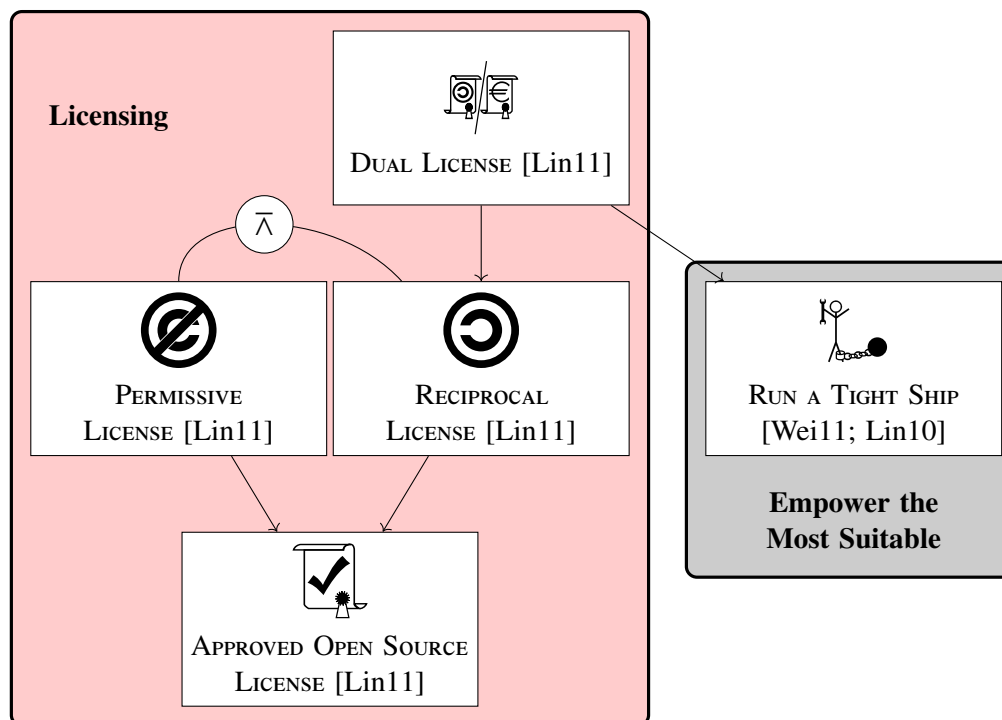 Licensing
DUAL LICENSE [Lin11]
⊼
PERMISSIVE
LICENSE [Lin11]
RECIPROCAL
LICENSE [Lin11]
RUN A TIGHT SHIP
[Wei11; Lin10]
Empower the
Most Suitable
APPROVED OPEN SOURCE
LICENSE [Lin11]